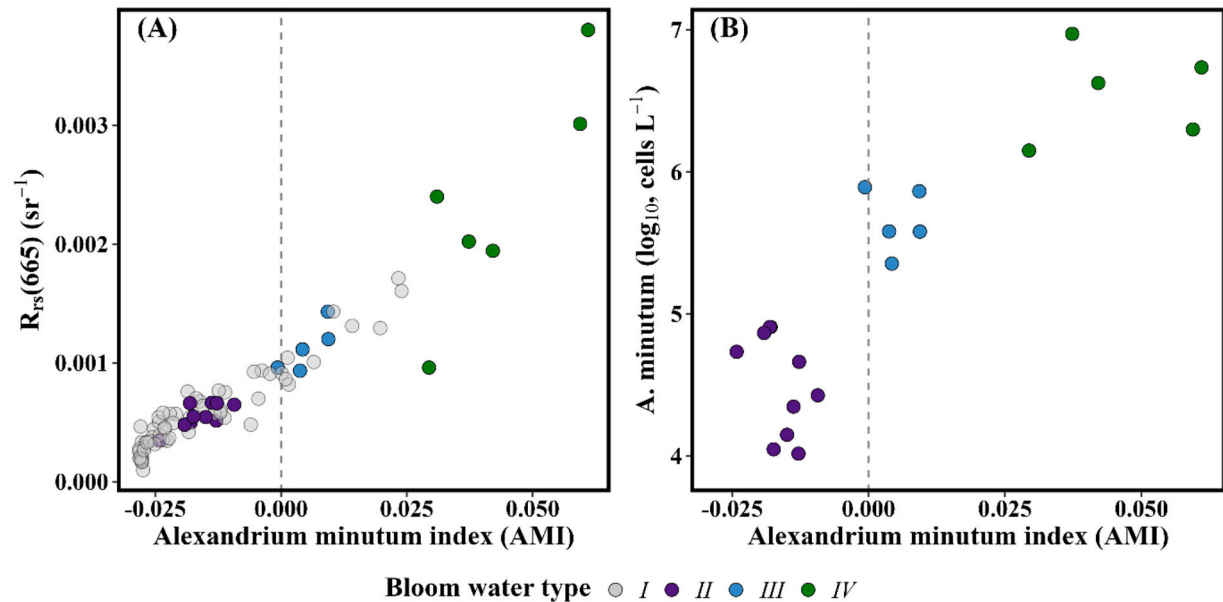 (A)
0.003
0.002
0.001
0.000
Rrs(665) (sr⁻¹)
-0.025 0.000 0.025 0.050
Alexandrium minutum index (AMI)
(B)
7
6
5
4
A. minutum (log₁₀, cells L⁻¹)
-0.025 0.000 0.025 0.050
Alexandrium minutum index (AMI)
Bloom water type I II III IV